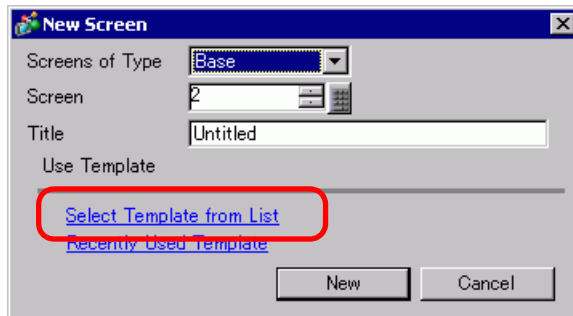 New Screen
Screens of Type Base
Screen 2
Title Untitled
Use Template
Select Template from List
Recently Used Template
New Cancel